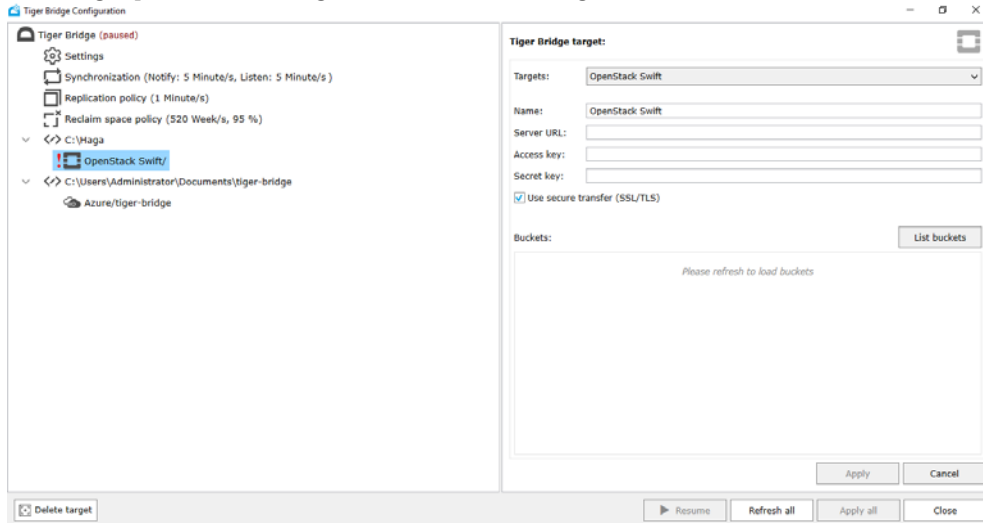 Tiger Bridge Configuration
Tiger Bridge (paused)
Settings
Synchronization (Notify: 5 Minute/s, Listen: 5 Minute/s )
Replication policy (1 Minute/s)
Reclaim space policy (520 Week/s, 95 %)
C:\Haga
OpenStack Swift/
C:\Users\Administrator\Documents\tiger-bridge
Azure/tiger-bridge
Delete target
Tiger Bridge target:
Targets: OpenStack Swift
Name: OpenStack Swift
Server URL:
Access key:
Secret key:
Use secure transfer (SSL/TLS)
Buckets: List buckets
Please refresh to load buckets
Apply Cancel
Resume Refresh all Apply all Close